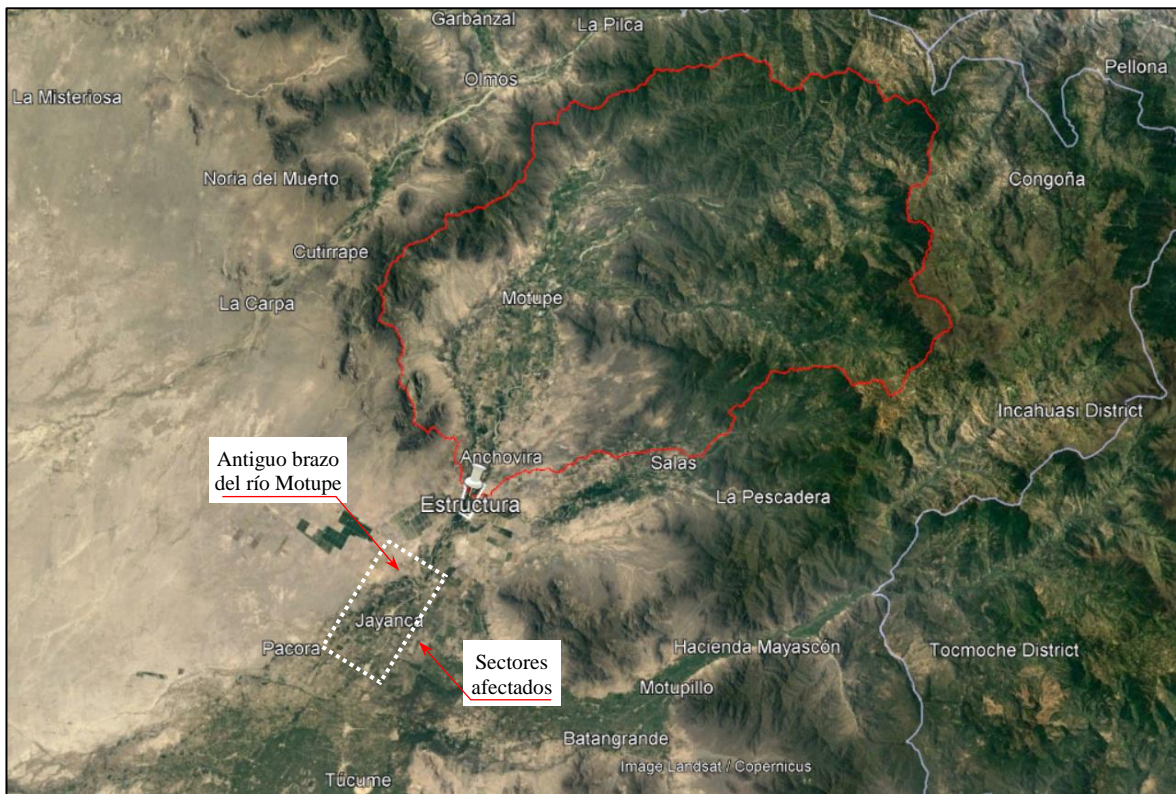 Garbanzal
La Pilca
Pellona
Olmos
La Misteriosa
Noria del Muerto
Congoña
Cutirrape
La Carpa
Motupe
Incahuasi District
Antiguo brazo
del río Motupe
Anchovira
Salas
La Pescadera
Estructura
Jayanca
Pacora
Hacienda Mayascón
Tocmoche District
Sectores
afectados
Motupillo
Batangrande
Image Landsat / Copernicus
Túcume